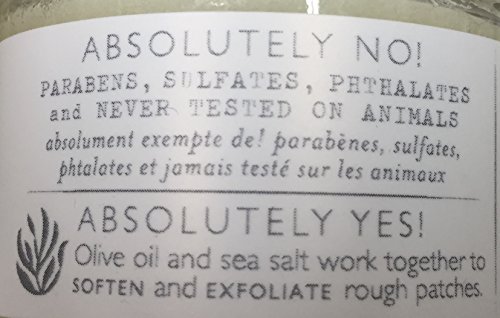 ABSOLUTELY NO!
PARABENS, SULFATES, PHTHALATES
and NEVER TESTED ON ANIMALS
absolument exempte de! parabènes, sulfates,
phtalates et jamais testé sur les animaux
ABSOLUTELY YES!
Olive oil and sea salt work together to
SOFTEN and EXFOLIATE rough patches.